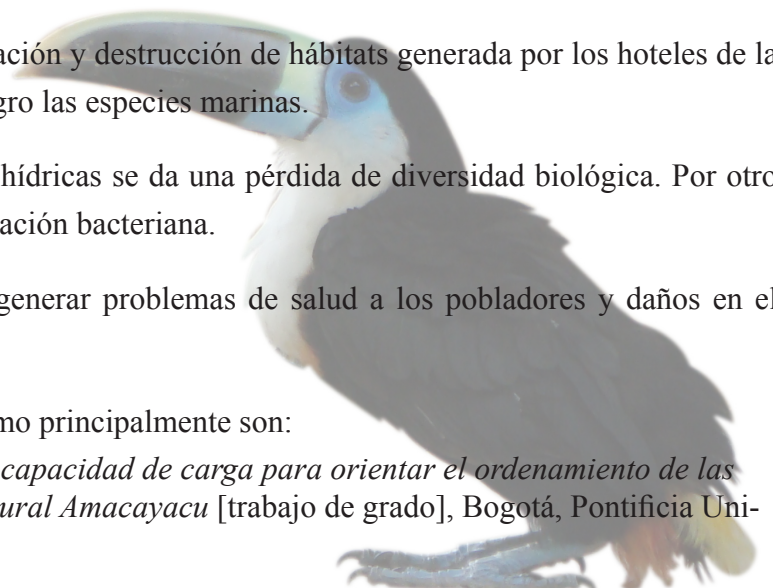 ación y destrucción de hábitats generada por los hoteles de la
gro las especies marinas.
hídricas se da una pérdida de diversidad biológica. Por otro
ación bacteriana.
generar problemas de salud a los pobladores y daños en el
mo principalmente son:
capacidad de carga para orientar el ordenamiento de las
ural Amacayacu [trabajo de grado], Bogotá, Pontificia Uni-